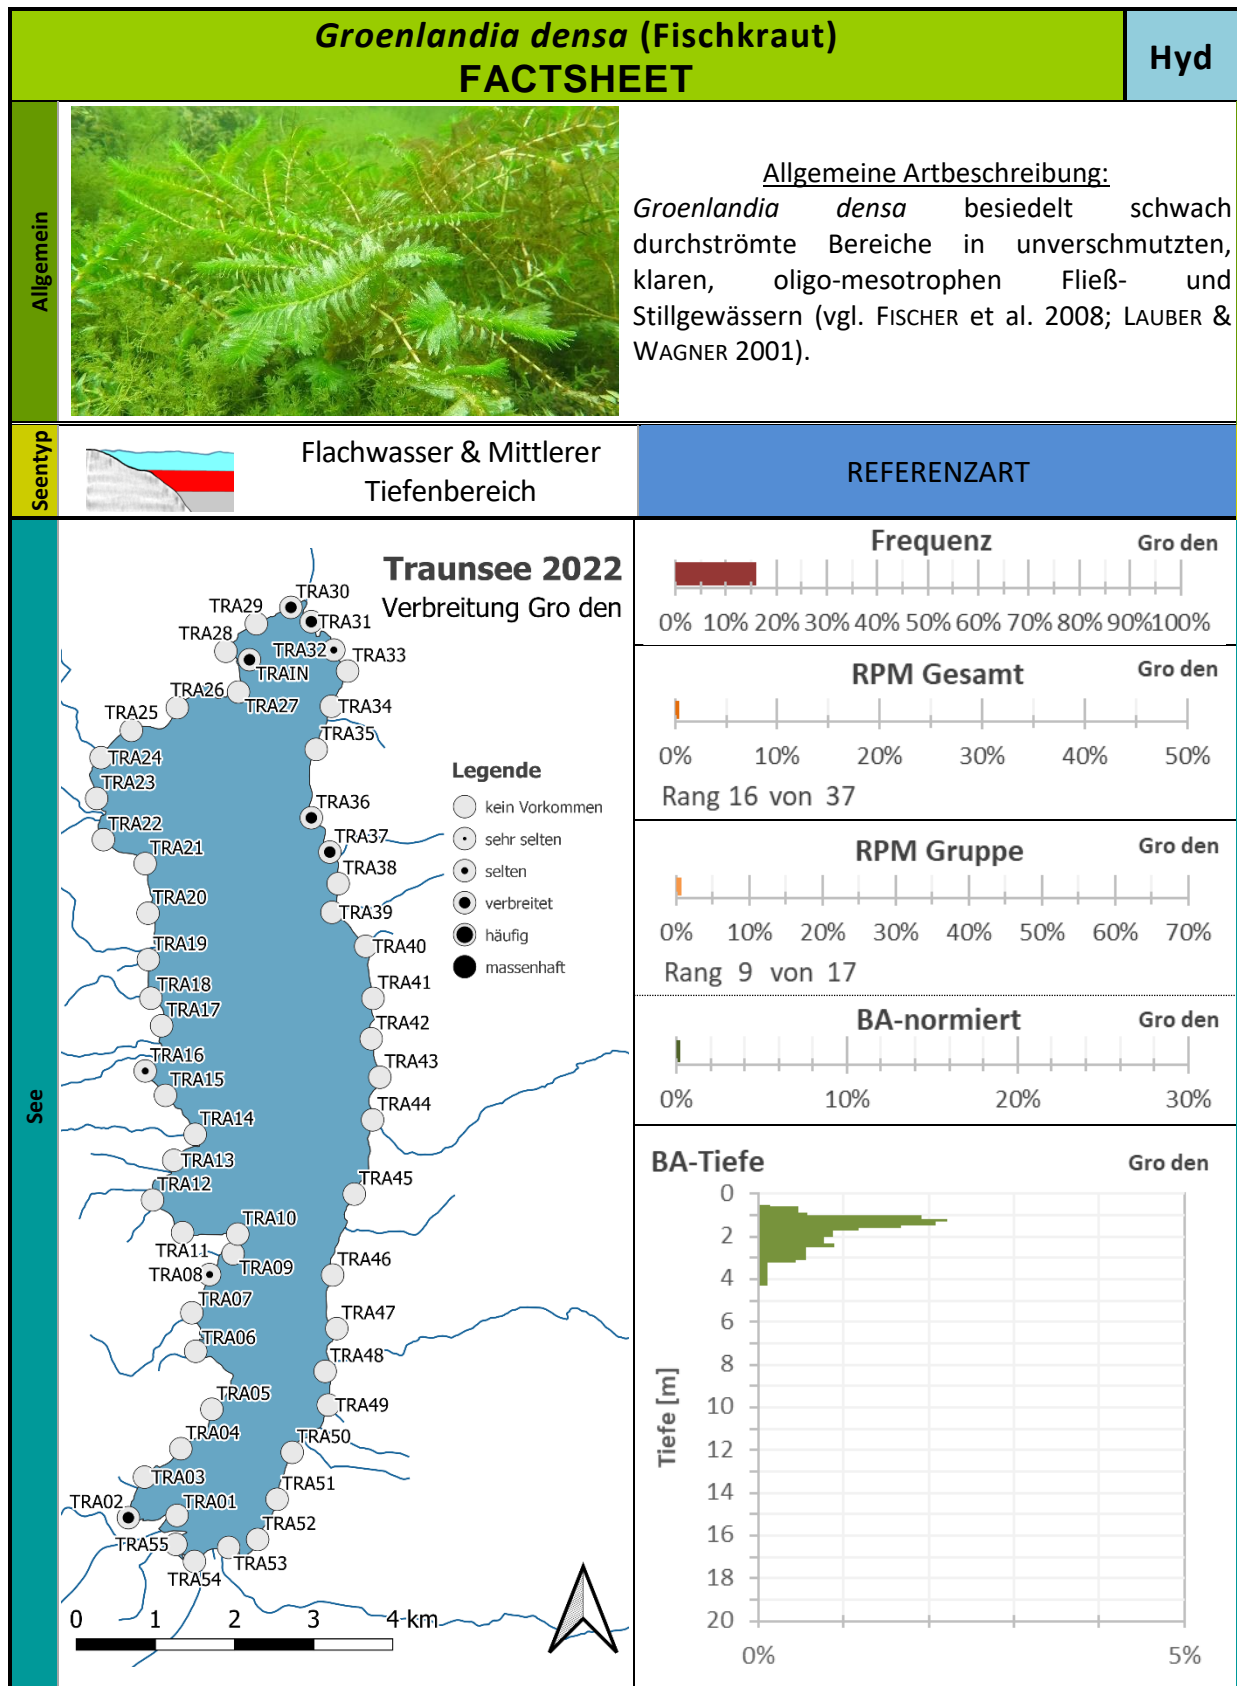 Groenlandia densa (Fischkraut)
FACTSHEET
Hyd
Allgemein
Allgemeine Artbeschreibung:
Groenlandia densa besiedelt schwach
durchströmte Bereiche in unverschmutzten,
klaren, oligo-mesotrophen Fließ- und
Stillgewässern (vgl. FISCHER et al. 2008; LAUBER &
WAGNER 2001).
Seentyp
Flachwasser & Mittlerer
Tiefenbereich
REFERENZART
See
Traunsee 2022
Verbreitung Gro den
TRA30
TRA29
TRA31
TRA28
TRA32
TRA33
TRAIN
TRA26
TRA27
TRA34
TRA25
TRA35
TRA24
TRA23
TRA36
TRA22
TRA37
TRA21
TRA38
TRA20
TRA39
TRA40
TRA19
TRA18
TRA41
TRA17
TRA42
TRA16
TRA43
TRA15
TRA44
TRA14
TRA13
TRA12
TRA45
TRA10
TRA11
TRA09
TRA08
TRA46
TRA07
TRA47
TRA06
TRA48
TRA05
TRA49
TRA04
TRA50
TRA03
TRA51
TRA02
TRA01
TRA52
TRA55
TRA53
TRA54
Legende
kein Vorkommen
sehr selten
selten
verbreitet
häufig
massenhaft
0 1 2 3 4 km
Frequenz Gro den
0% 10% 20% 30% 40% 50% 60% 70% 80% 90%100%
RPM Gesamt Gro den
0% 10% 20% 30% 40% 50%
Rang 16 von 37
RPM Gruppe Gro den
0% 10% 20% 30% 40% 50% 60% 70%
Rang 9 von 17
BA-normiert Gro den
0% 10% 20% 30%
BA-Tiefe Gro den
Tiefe [m]
0
2
4
6
8
10
12
14
16
18
20
0% 5%